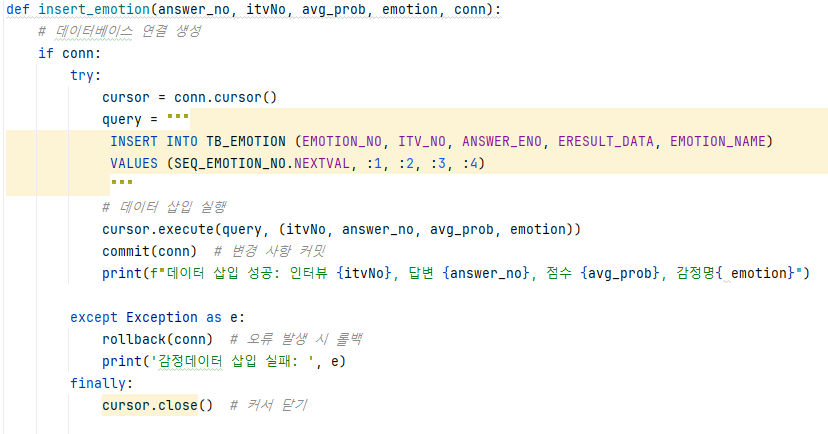 def insert_emotion(answer_no, itvNo, avg_prob, emotion, conn):
# 데이터베이스 연결 생성
if conn:
try:
cursor = conn.cursor()
query = """
INSERT INTO TB_EMOTION (EMOTION_NO, ITV_NO, ANSWER_ENO, ERESULT_DATA, EMOTION_NAME)
VALUES (SEQ_EMOTION_NO.NEXTVAL, :1, :2, :3, :4)
"""
# 데이터 삽입 실행
cursor.execute(query, (itvNo, answer_no, avg_prob, emotion))
commit(conn)  # 변경 사항 커밋
print(f"데이터 삽입 성공: 인터뷰 {itvNo}, 답변 {answer_no}, 점수 {avg_prob}, 감정명{ emotion}")
except Exception as e:
rollback(conn)  # 오류 발생 시 롤백
print('감정데이터 삽입 실패: ', e)
finally:
cursor.close()  # 커서 닫기